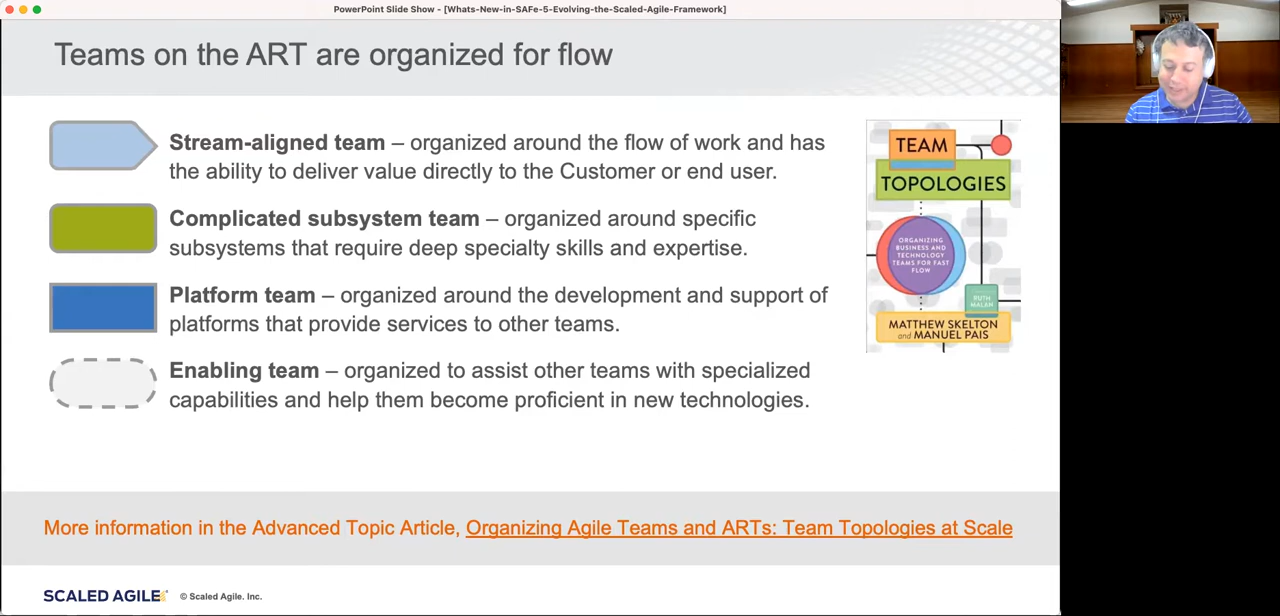 PowerPoint Slide Show - [Whats-New-in-SAFe-5-Evolving-the-Scaled-Agile-Framework]
Teams on the ART are organized for flow
Stream-aligned team – organized around the flow of work and has
the ability to deliver value directly to the Customer or end user.
Complicated subsystem team – organized around specific
subsystems that require deep specialty skills and expertise.
Platform team – organized around the development and support of
platforms that provide services to other teams.
Enabling team – organized to assist other teams with specialized
capabilities and help them become proficient in new technologies.
TEAM
TOPOLOGIES
ORGANIZING
BUSINESS AND
TECHNOLOGY
TEAMS FOR FAST
FLOW
RUTH
MALAN
MATTHEW SKELTON
and MANUEL PAIS
More information in the Advanced Topic Article, Organizing Agile Teams and ARTs: Team Topologies at Scale
SCALED AGILE
© Scaled Agile. Inc.